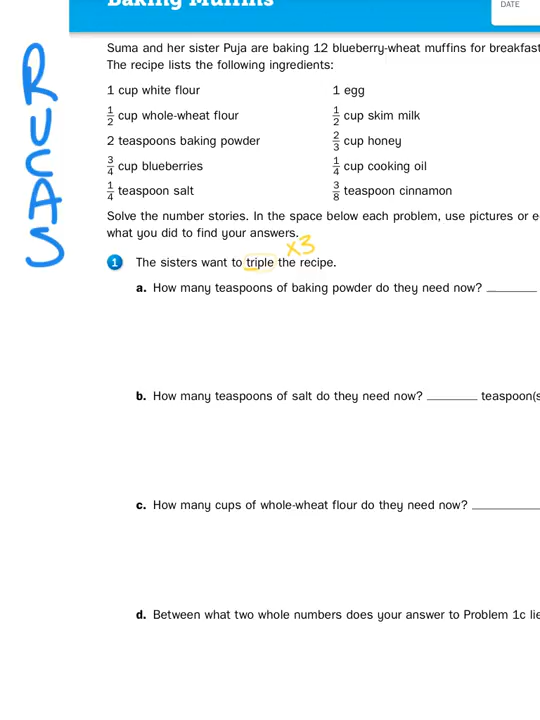 Baking Muffins
DATE
RUCAS
Suma and her sister Puja are baking 12 blueberry-wheat muffins for breakfast
The recipe lists the following ingredients:
1 cup white flour
1 egg
1/2 cup whole-wheat flour
1/2 cup skim milk
2 teaspoons baking powder
2/3 cup honey
3/4 cup blueberries
1/4 cup cooking oil
1/4 teaspoon salt
3/8 teaspoon cinnamon
Solve the number stories. In the space below each problem, use pictures or e
what you did to find your answers.
x3
1 The sisters want to triple the recipe.
a. How many teaspoons of baking powder do they need now? ______
b. How many teaspoons of salt do they need now? ______ teaspoon(s
c. How many cups of whole-wheat flour do they need now? ______
d. Between what two whole numbers does your answer to Problem 1c lie